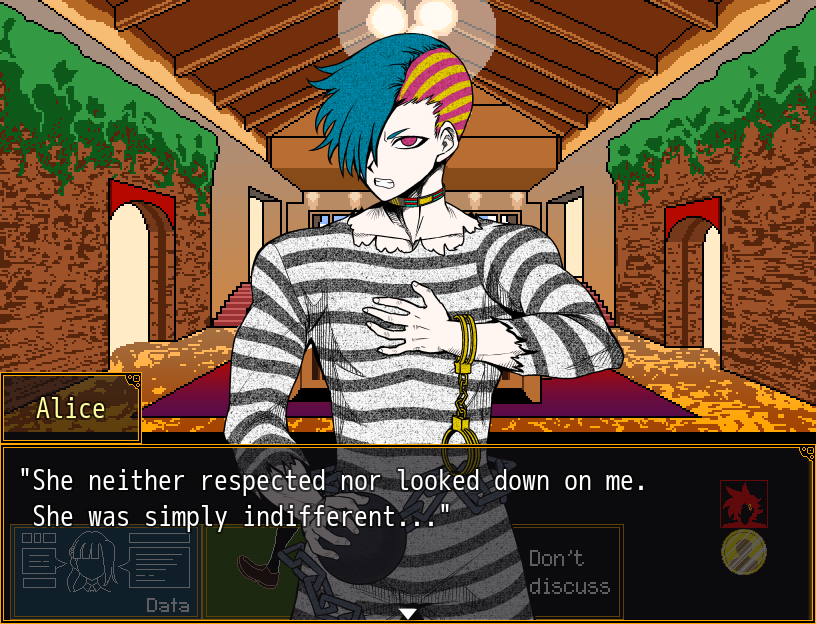 Alice
"She neither respected nor looked down on me.
She was simply indifferent..."
Data
Don't
discuss